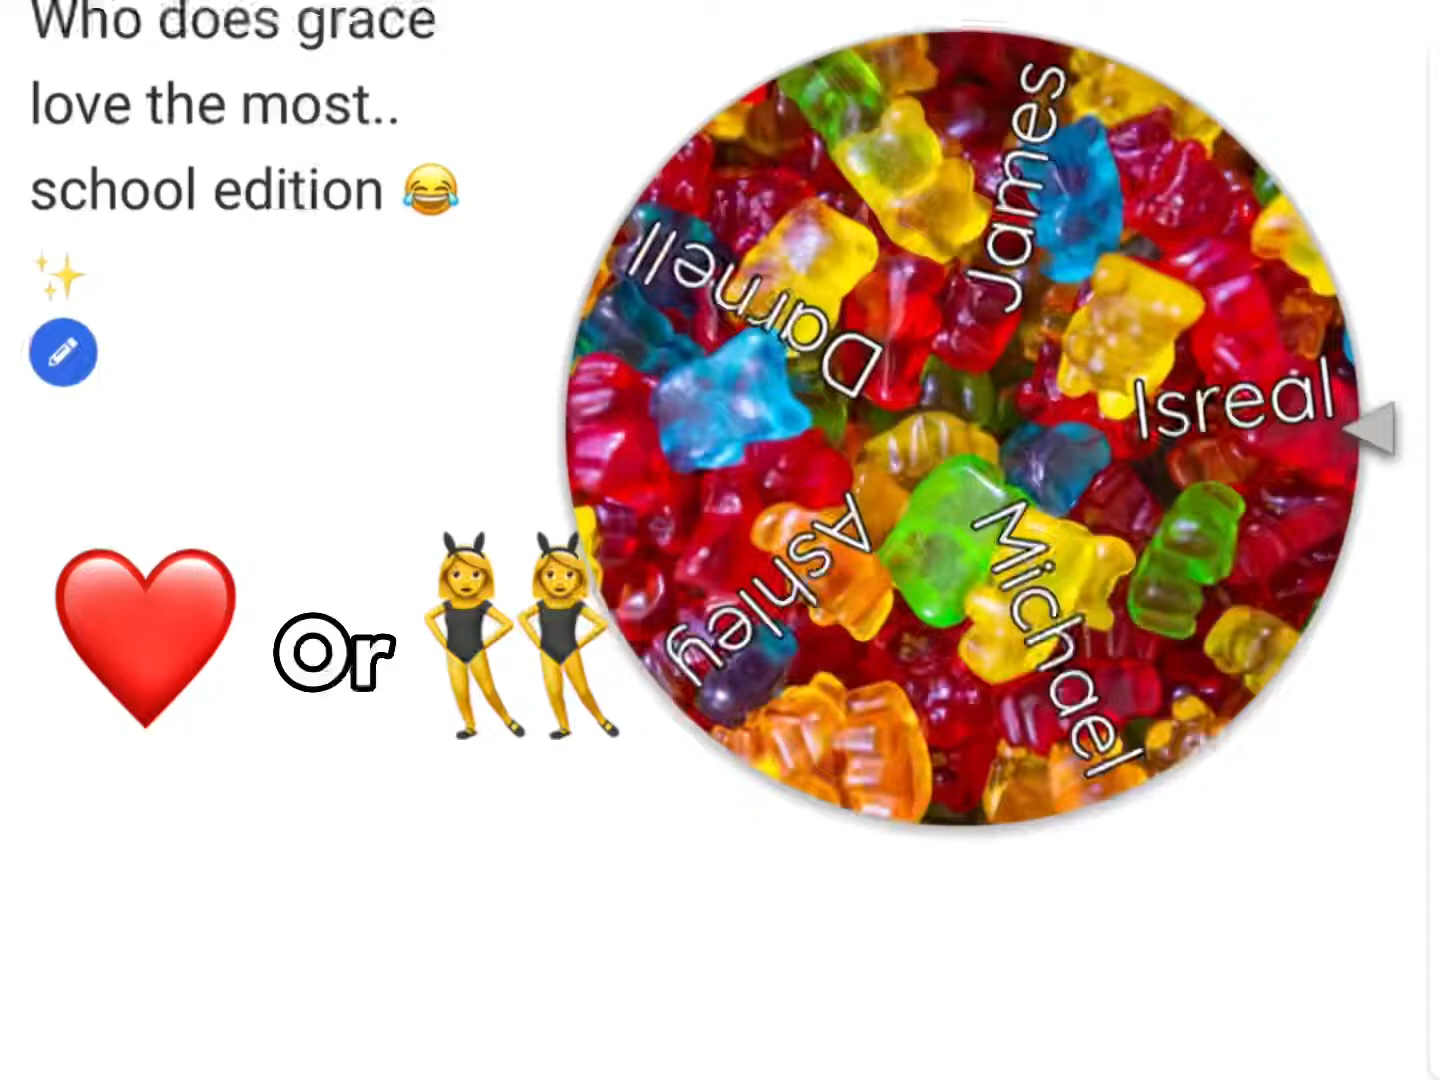 Who does grace
love the most..
school edition 😂
✨
James
Darnell
Isreal
Ashley
Michael
❤️ Or 👯‍♀️